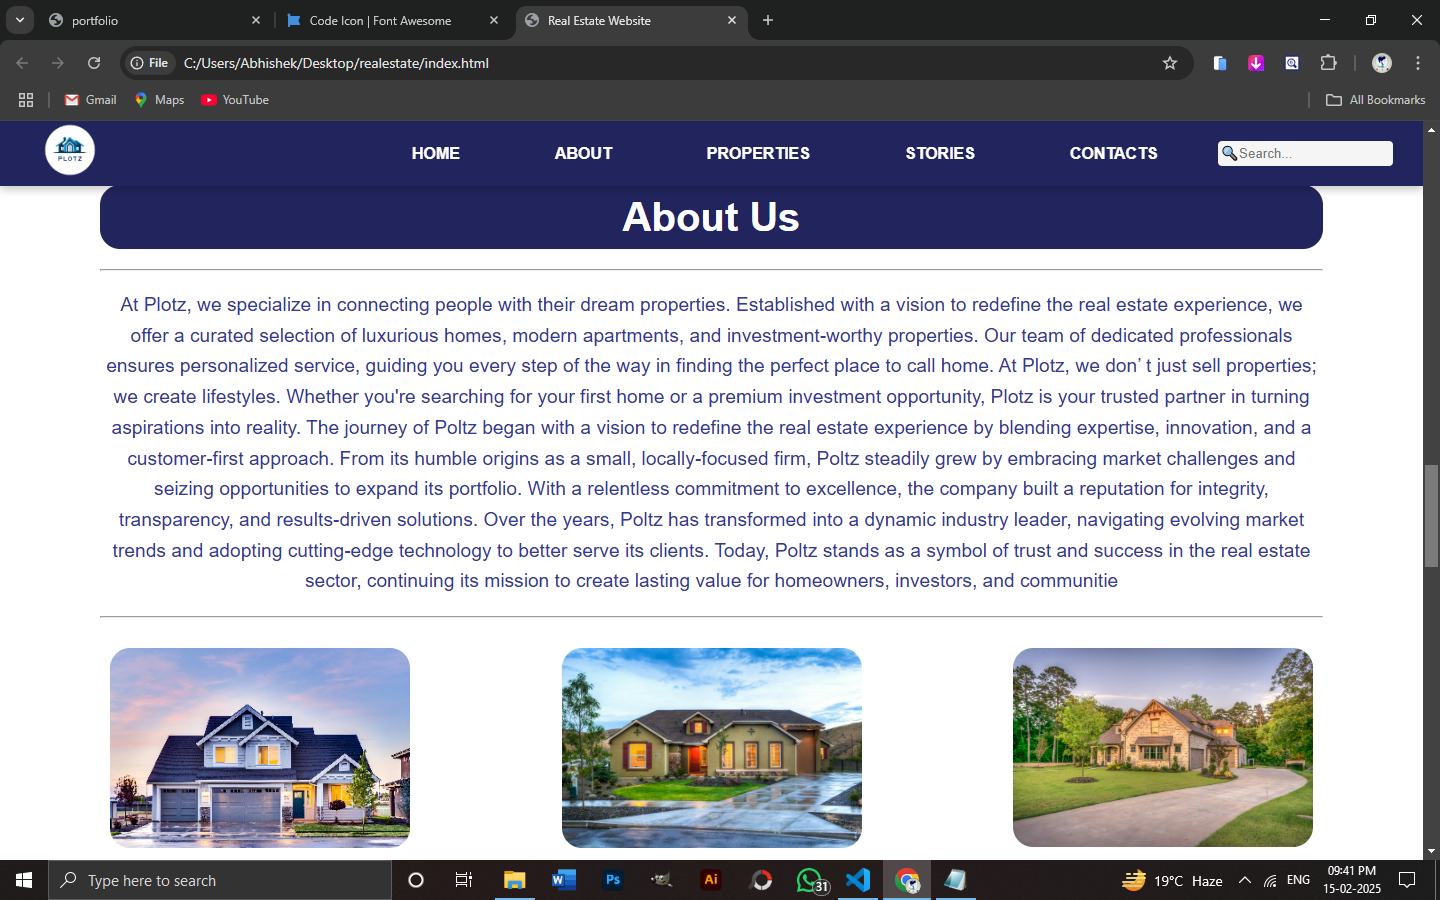 portfolio
Code Icon | Font Awesome
Real Estate Website
File
C:/Users/Abhishek/Desktop/realestate/index.html
Gmail
Maps
YouTube
All Bookmarks
PLOTZ
HOME
ABOUT
PROPERTIES
STORIES
CONTACTS
Search...
About Us
At Plotz, we specialize in connecting people with their dream properties. Established with a vision to redefine the real estate experience, we
offer a curated selection of luxurious homes, modern apartments, and investment-worthy properties. Our team of dedicated professionals
ensures personalized service, guiding you every step of the way in finding the perfect place to call home. At Plotz, we don’ t just sell properties;
we create lifestyles. Whether you're searching for your first home or a premium investment opportunity, Plotz is your trusted partner in turning
aspirations into reality. The journey of Poltz began with a vision to redefine the real estate experience by blending expertise, innovation, and a
customer-first approach. From its humble origins as a small, locally-focused firm, Poltz steadily grew by embracing market challenges and
seizing opportunities to expand its portfolio. With a relentless commitment to excellence, the company built a reputation for integrity,
transparency, and results-driven solutions. Over the years, Poltz has transformed into a dynamic industry leader, navigating evolving market
trends and adopting cutting-edge technology to better serve its clients. Today, Poltz stands as a symbol of trust and success in the real estate
sector, continuing its mission to create lasting value for homeowners, investors, and communitie
Type here to search
W
Ps
Ai
31
19°C Haze
ENG
09:41 PM
15-02-2025